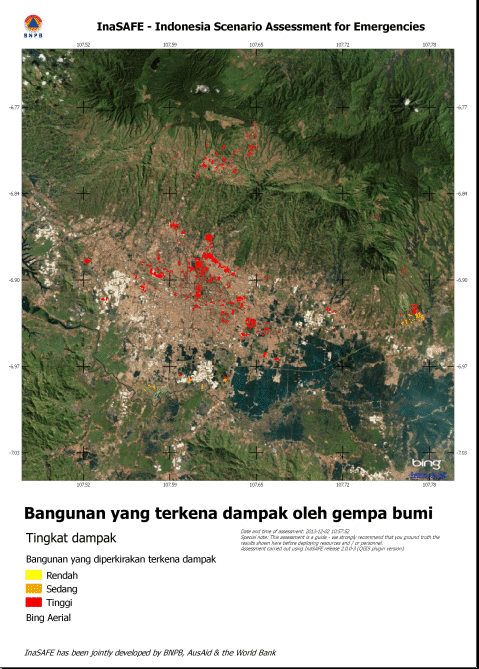 InaSAFE - Indonesia Scenario Assessment for Emergencies
BNPB
107.52 107.59 107.65 107.72 107.78
-6.77 -6.77
-6.84 -6.84
-6.90 -6.90
-6.97 -6.97
-7.03 -7.03
bing
107.52 107.59 107.65 107.72 107.78
Bangunan yang terkena dampak oleh gempa bumi
Tingkat dampak
Bangunan yang diperkirakan terkena dampak
Rendah
Sedang
Tinggi
Bing Aerial
Date and time of assessment: 2013-12-02 10:57:52
Special note: This assessment is a guide - we strongly recommend that you ground truth the
results shown here before deploying resources and / or personnel.
Assessment carried out using InaSAFE release 2.0.0-3 (QGIS plugin version)
InaSAFE has been jointly developed by BNPB, AusAid & the World Bank